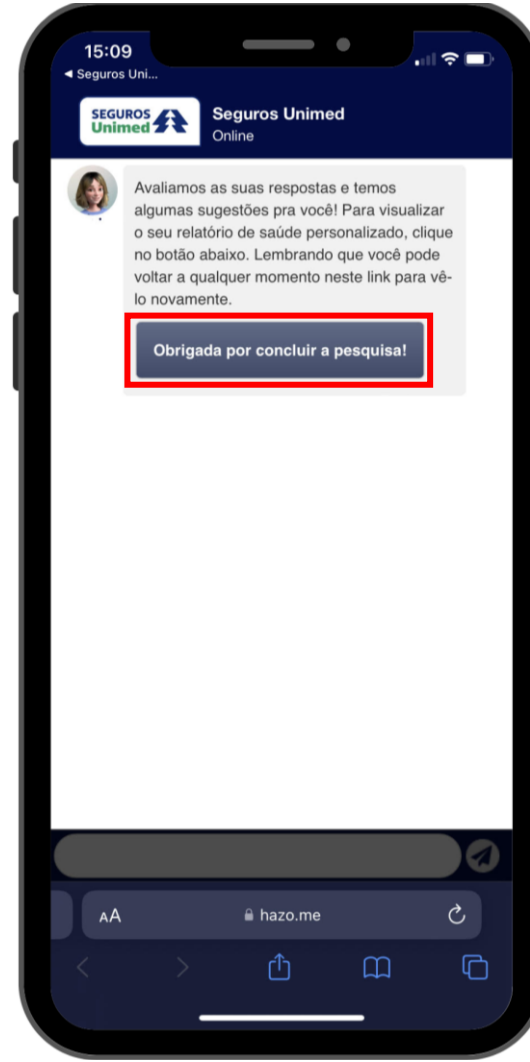 15:09
◄ Seguros Uni...
SEGUROS
Unimed
Seguros Unimed
Online
Avaliamos as suas respostas e temos
algumas sugestões pra você! Para visualizar
o seu relatório de saúde personalizado, clique
no botão abaixo. Lembrando que você pode
voltar a qualquer momento neste link para vê-
lo novamente.
Obrigada por concluir a pesquisa!
AA
hazo.me